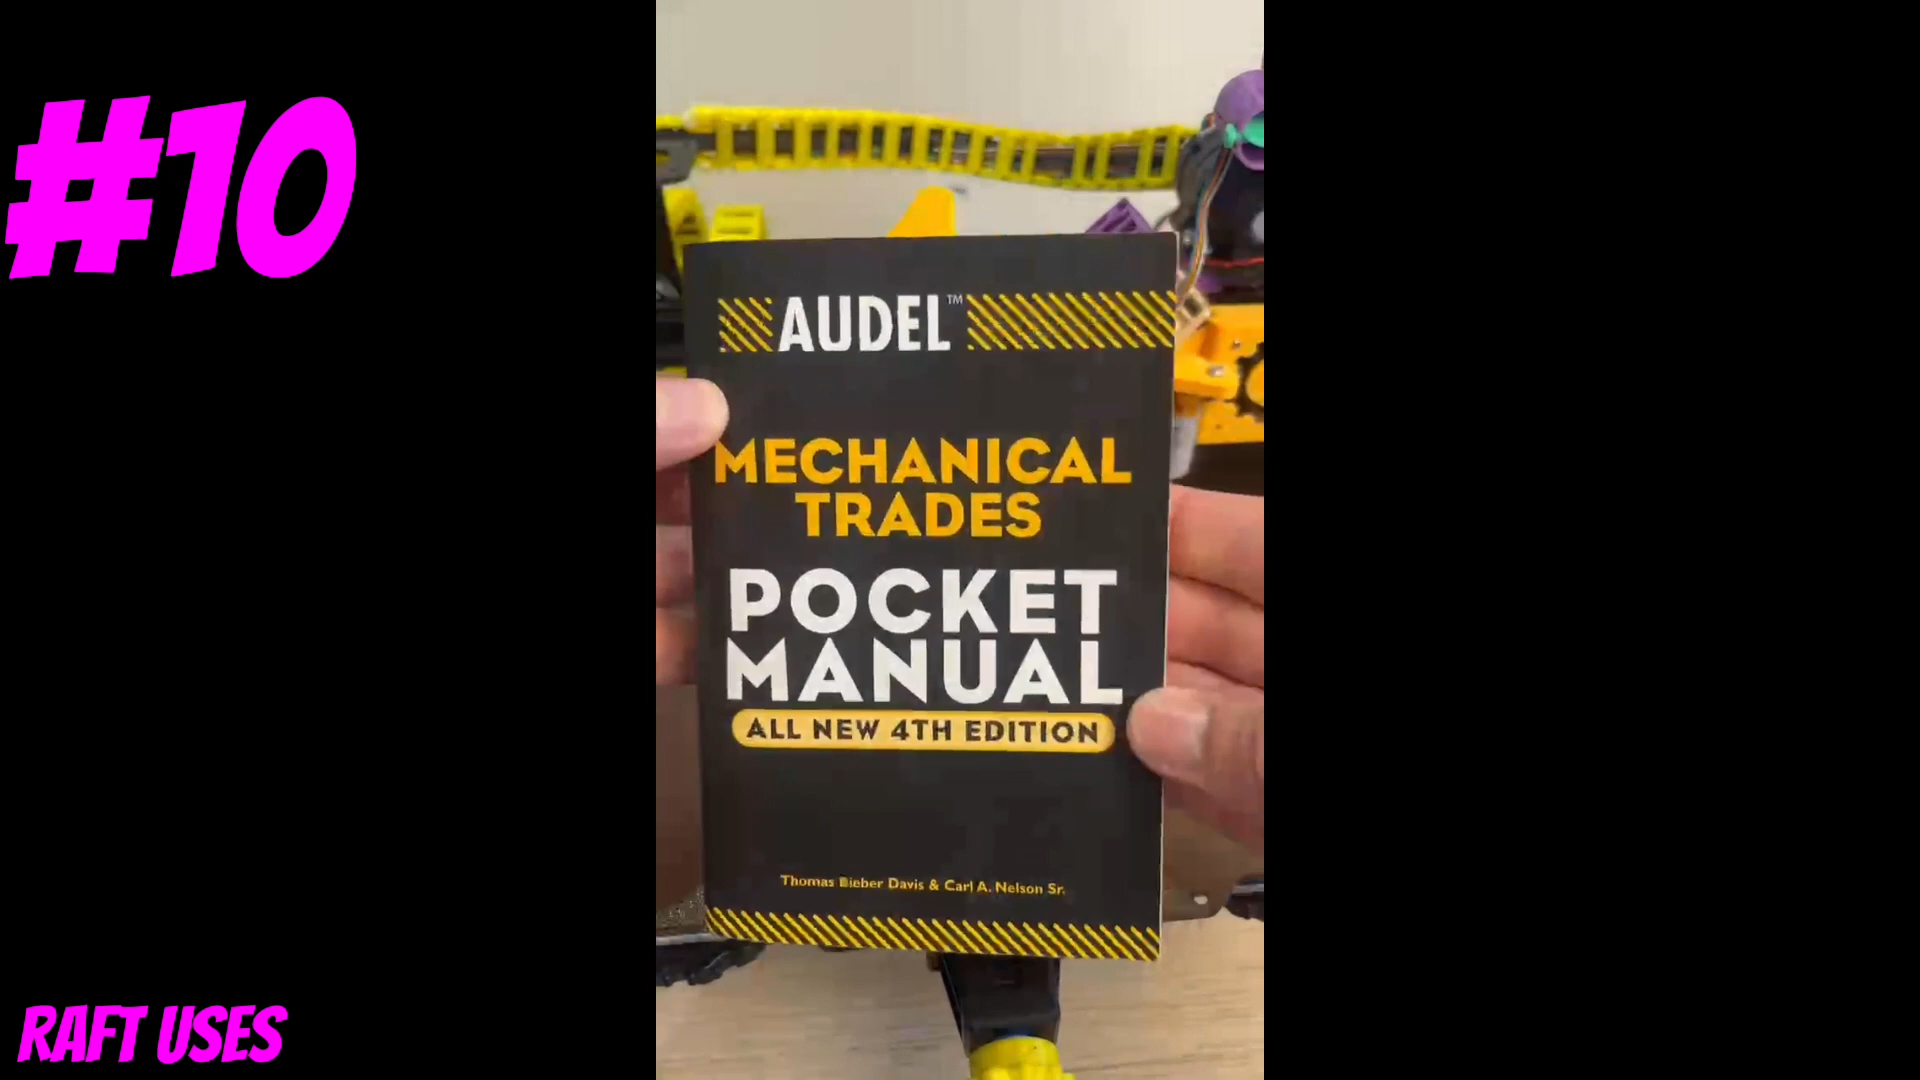 #10
AUDEL™
MECHANICAL
TRADES
POCKET
MANUAL
ALL NEW 4TH EDITION
Thomas Bieber Davis & Carl A. Nelson Sr.
RAFT USES